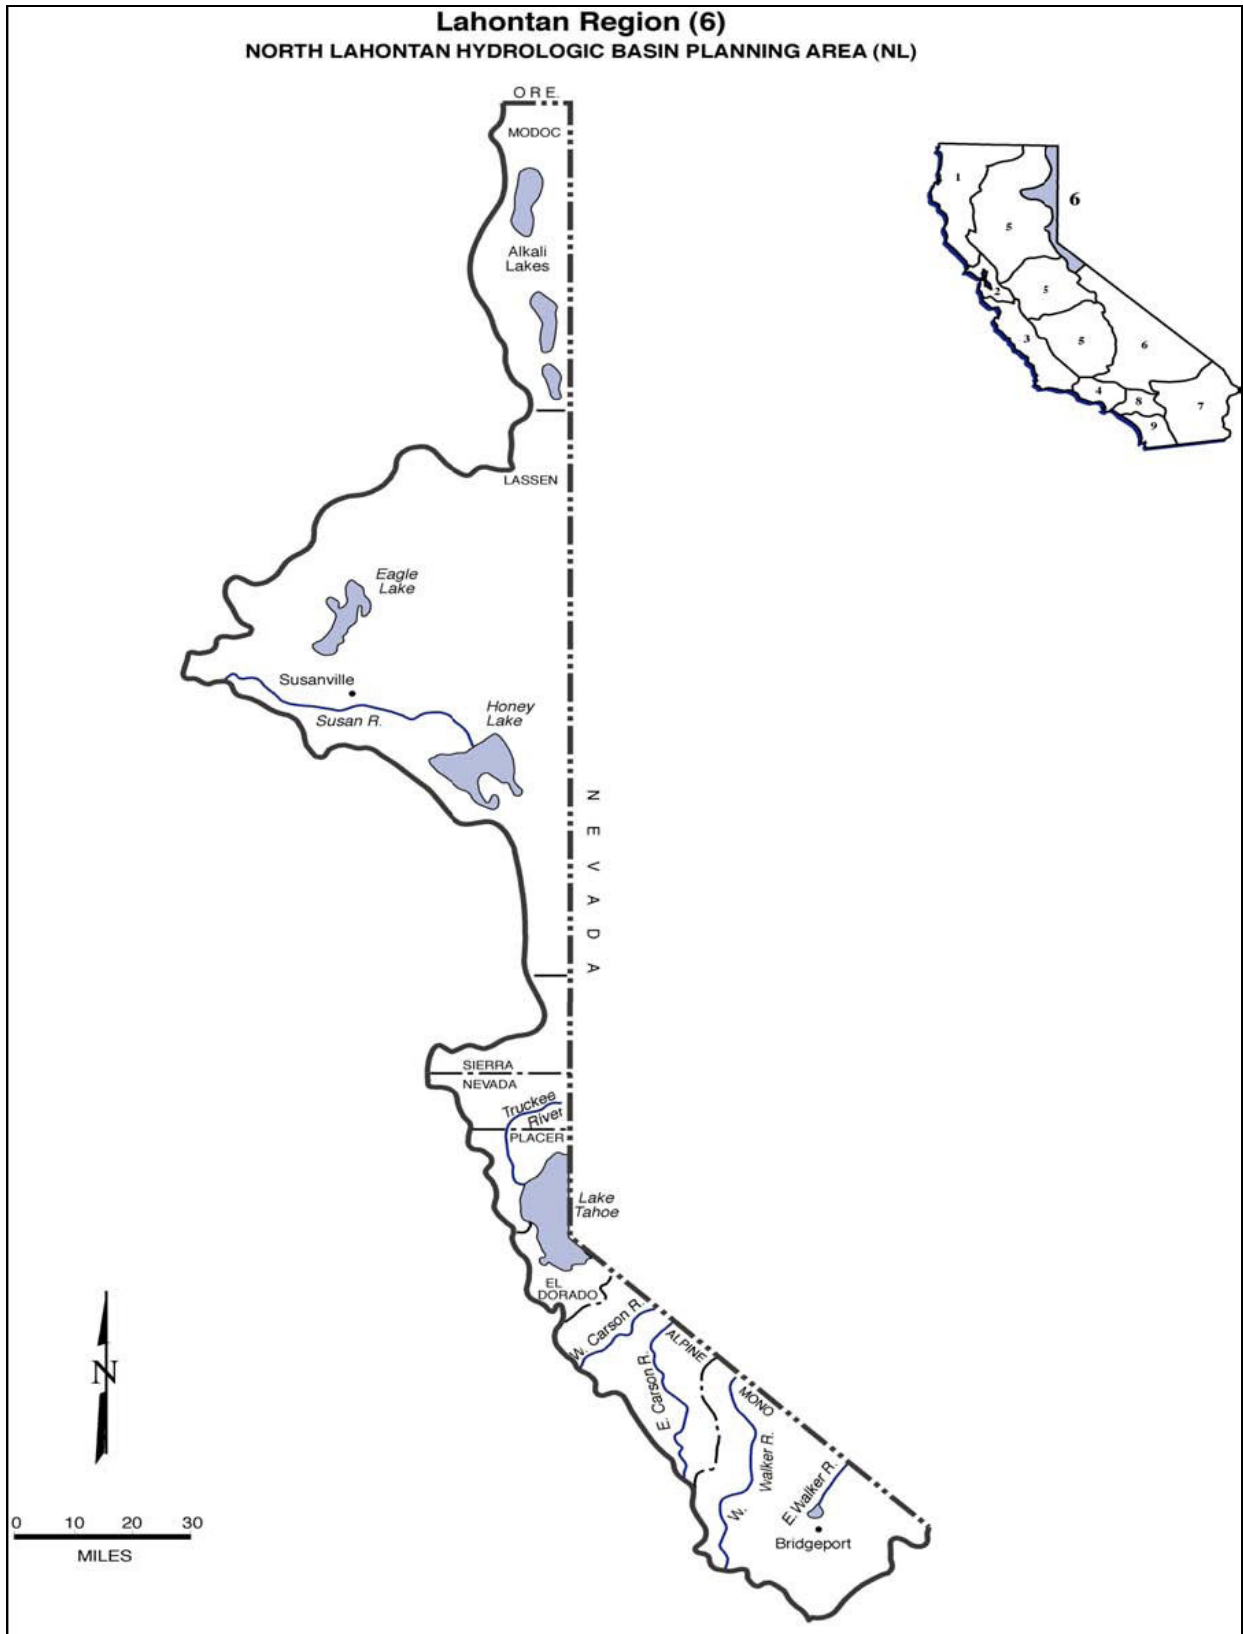 Lahontan Region (6)
NORTH LAHONTAN HYDROLOGIC BASIN PLANNING AREA (NL)
ORE.
MODOC
Alkali
Lakes
LASSEN
Eagle
Lake
Susanville
Susan R.
Honey
Lake
NEVADA
SIERRA
NEVADA
Truckee
River
PLACER
Lake
Tahoe
EL
DORADO
W. Carson R.
E. Carson R.
ALPINE
MONO
W. Walker R.
E. Walker R.
Bridgeport
N
0 10 20 30
MILES
1
6
5
2
5
3
5
6
4
8
7
9